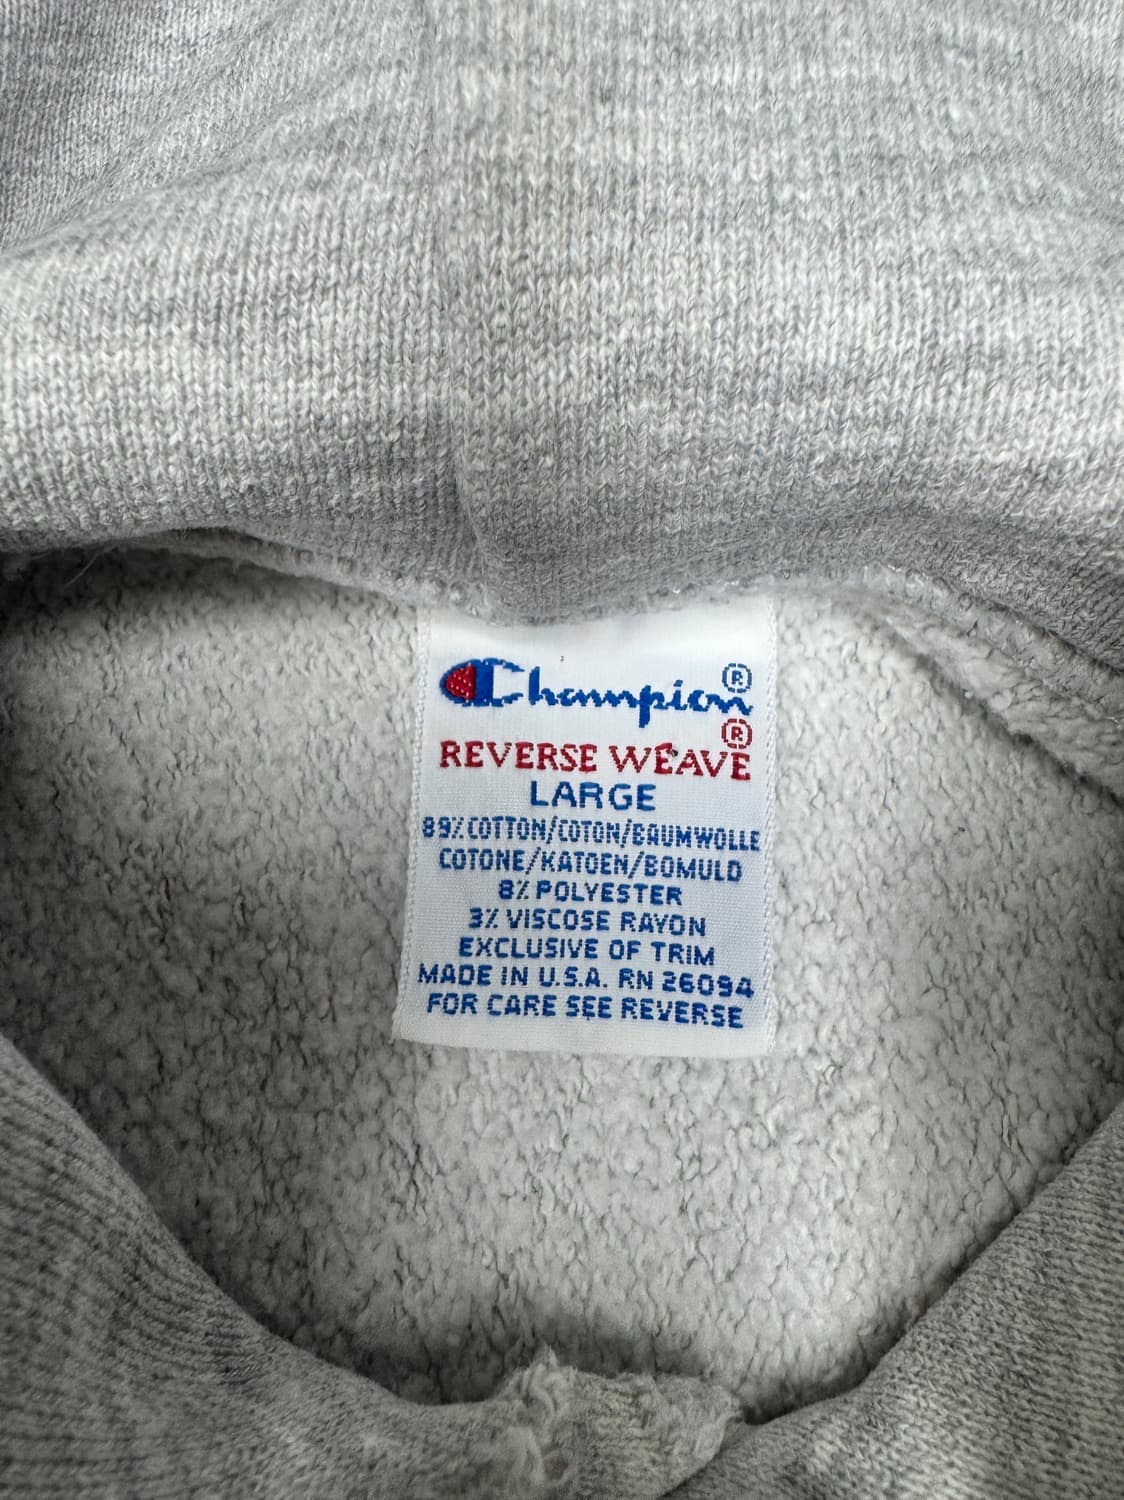 Champion®
REVERSE WEAVE®
LARGE
89% COTTON/COTON/BAUMWOLLE
COTONE/KATOEN/BOMULD
8% POLYESTER
3% VISCOSE RAYON
EXCLUSIVE OF TRIM
MADE IN U.S.A. RN 26094
FOR CARE SEE REVERSE